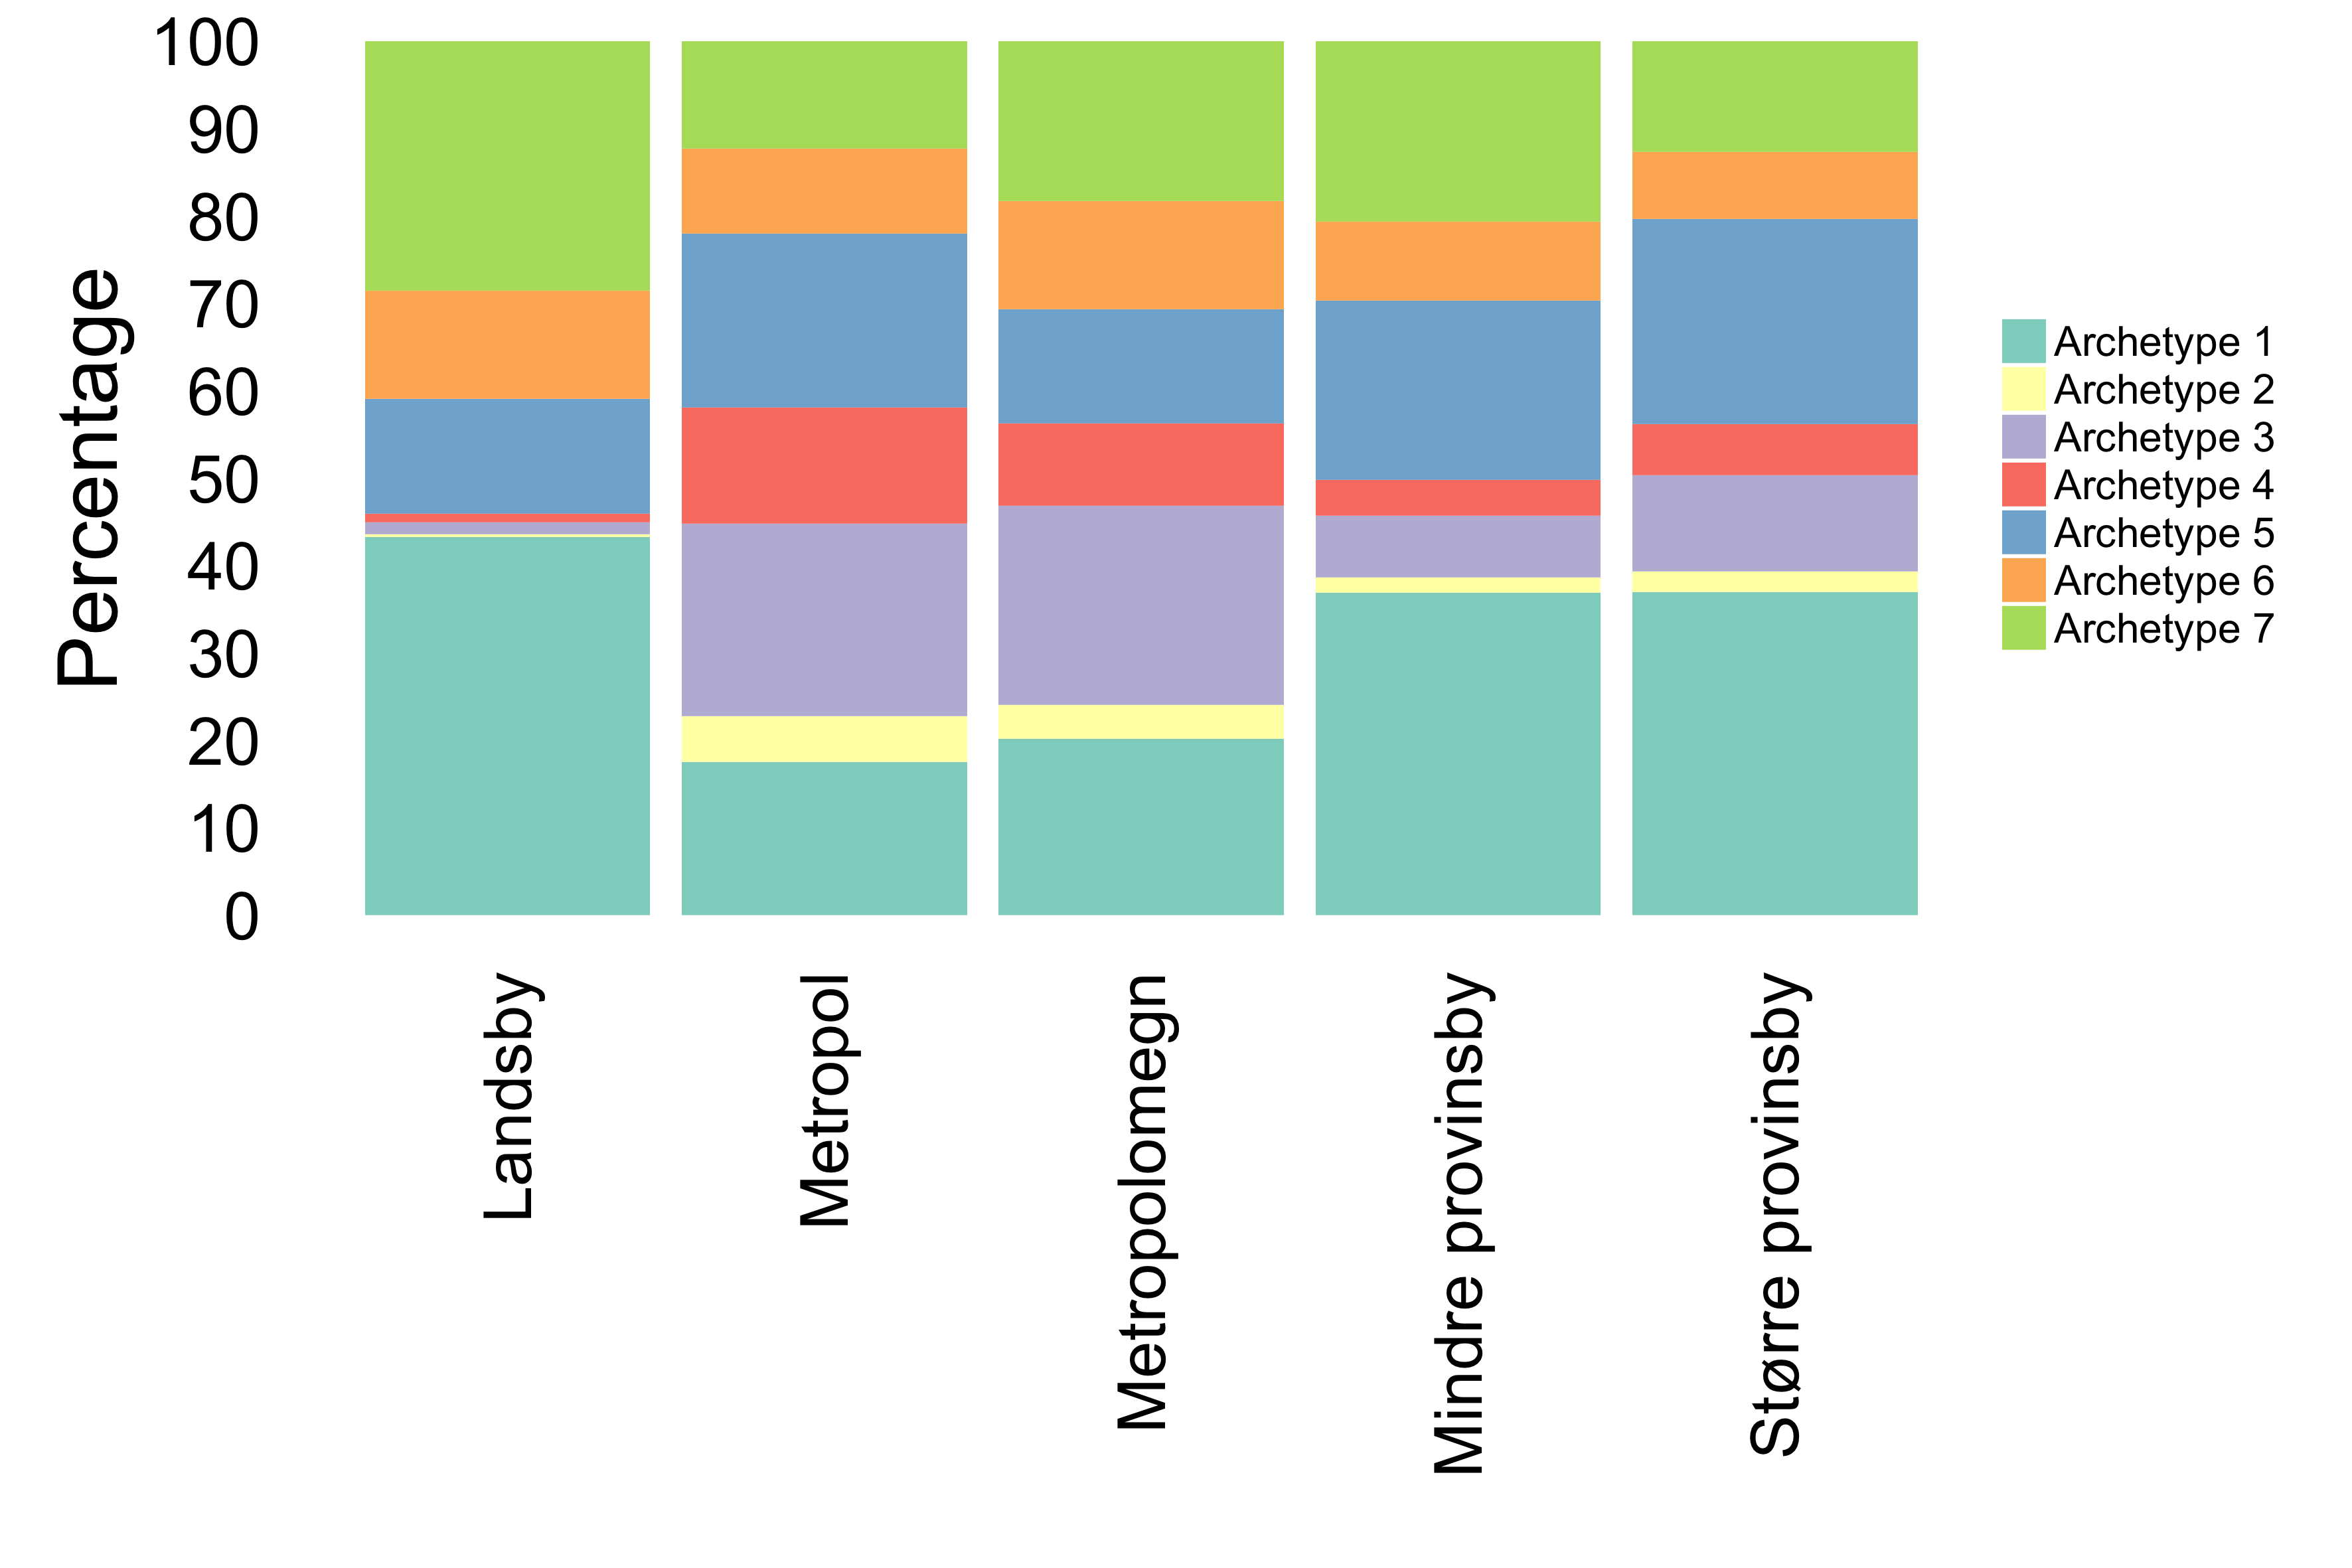 Percentage
100
90
80
70
60
50
40
30
20
10
0
Landsby
Metropol
Metropolomegn
Mindre provinsby
Større provinsby
Archetype 1
Archetype 2
Archetype 3
Archetype 4
Archetype 5
Archetype 6
Archetype 7